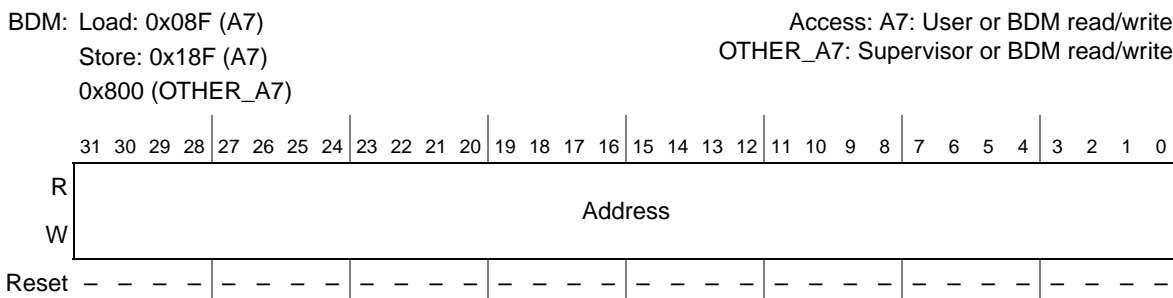 BDM: Load: 0x08F (A7)
Store: 0x18F (A7)
0x800 (OTHER_A7)
Access: A7: User or BDM read/write
OTHER_A7: Supervisor or BDM read/write
31 30 29 28 27 26 25 24 23 22 21 20 19 18 17 16 15 14 13 12 11 10 9 8 7 6 5 4 3 2 1 0
R
Address
W
Reset – – – – – – – – – – – – – – – – – – – – – – – – – – – – – – – –